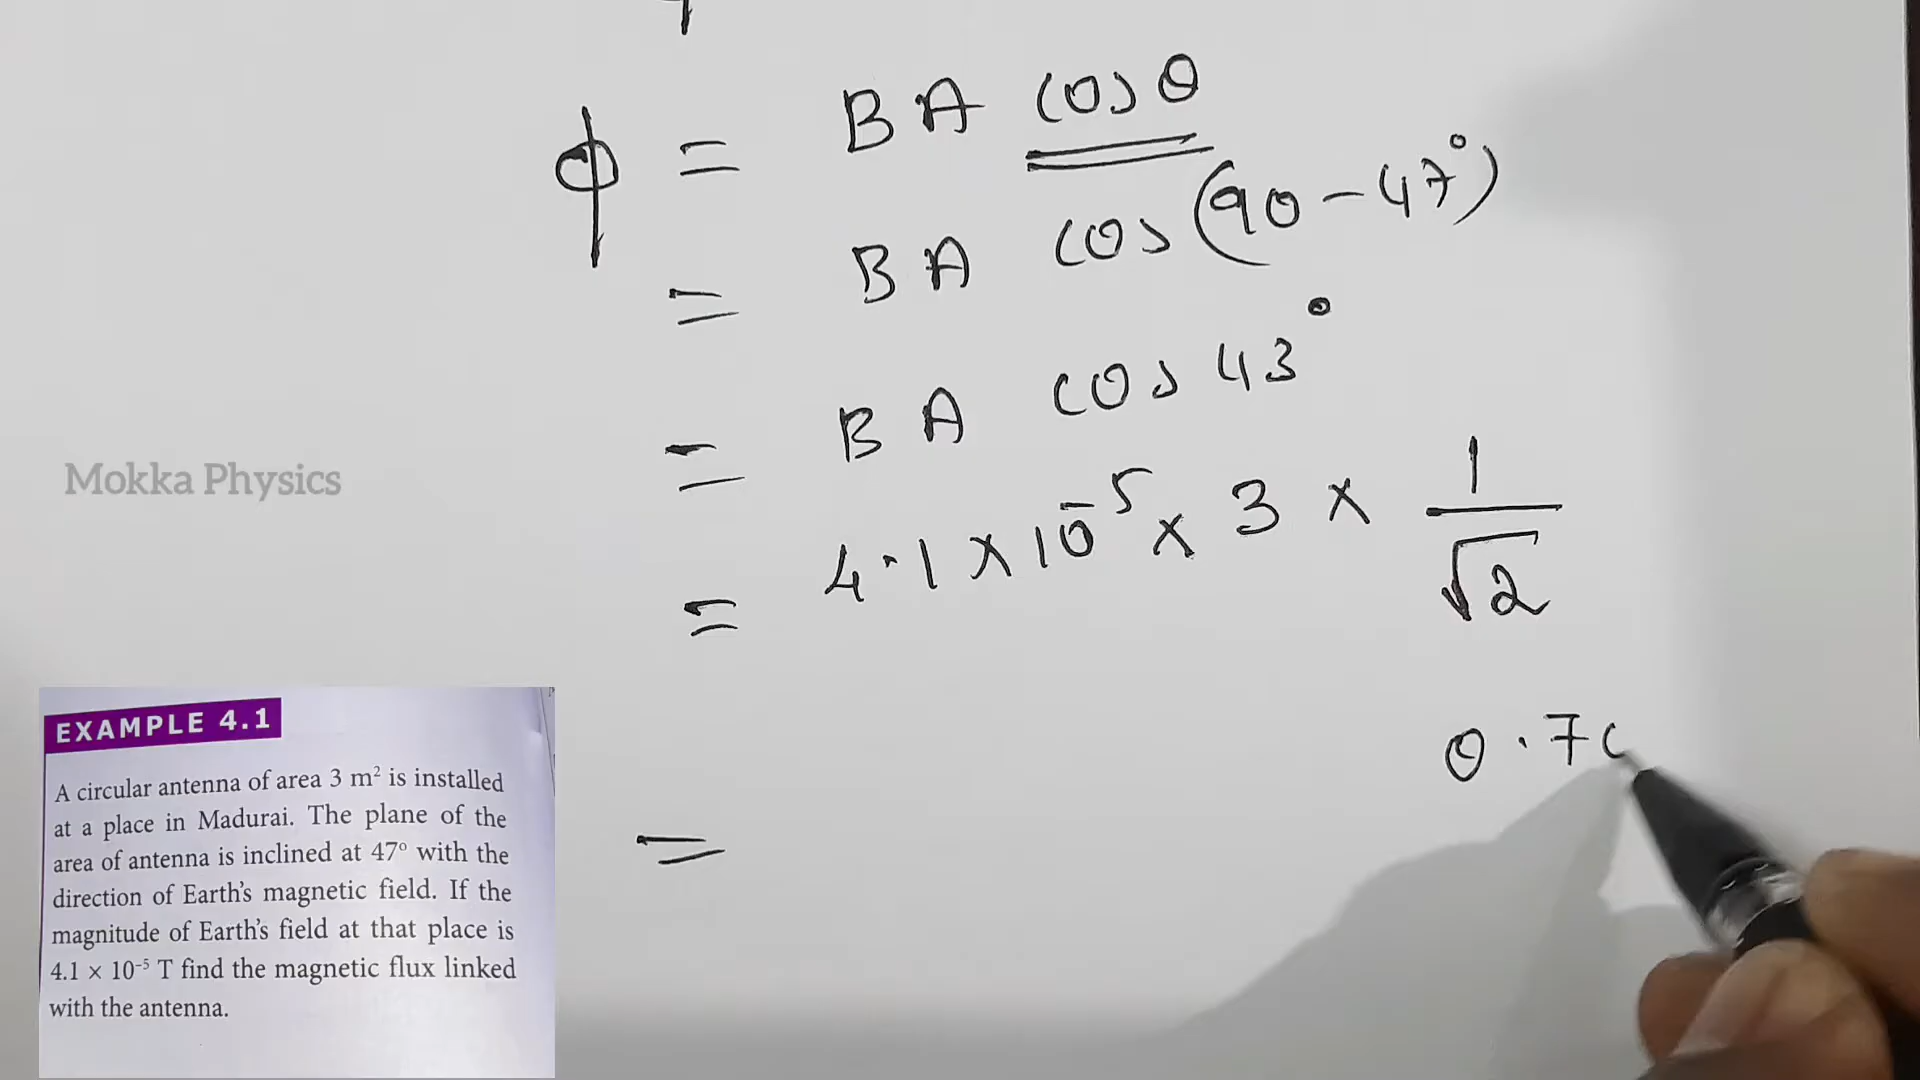 ϕ = BA cosθ
= BA cos(90-47°)
= BA cos 43°
= 4.1×10⁻⁵ × 3 × 1/√2
0.70
=
Mokka Physics
EXAMPLE 4.1
A circular antenna of area 3 m² is installed
at a place in Madurai. The plane of the
area of antenna is inclined at 47° with the
direction of Earth's magnetic field. If the
magnitude of Earth's field at that place is
4.1 × 10⁻⁵ T find the magnetic flux linked
with the antenna.